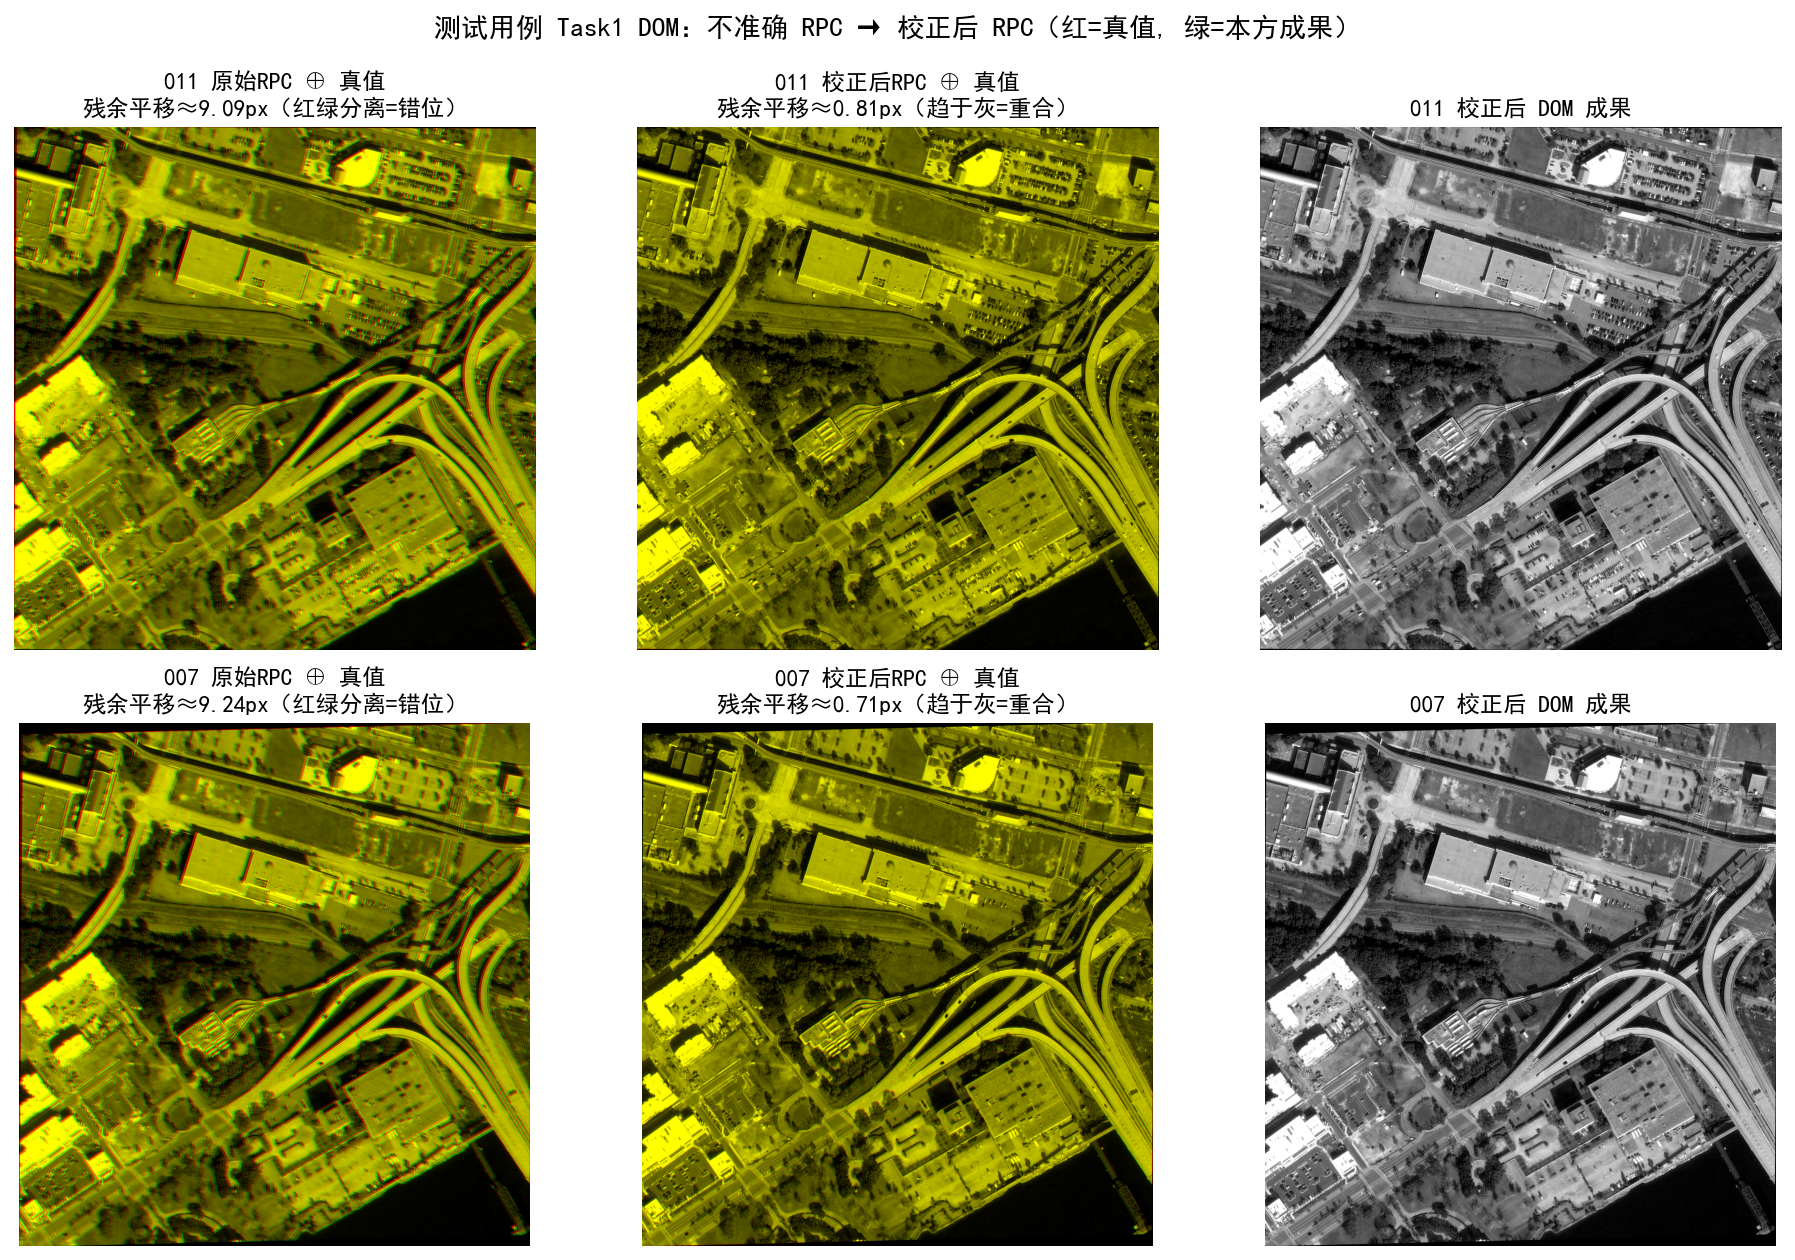 测试用例 Task1 DOM：不准确 RPC → 校正后 RPC（红=真值, 绿=本方成果）
011 原始RPC ⊕ 真值
残余平移≈9.09px（红绿分离=错位）
011 校正后RPC ⊕ 真值
残余平移≈0.81px（趋于灰=重合）
011 校正后 DOM 成果
007 原始RPC ⊕ 真值
残余平移≈9.24px（红绿分离=错位）
007 校正后RPC ⊕ 真值
残余平移≈0.71px（趋于灰=重合）
007 校正后 DOM 成果